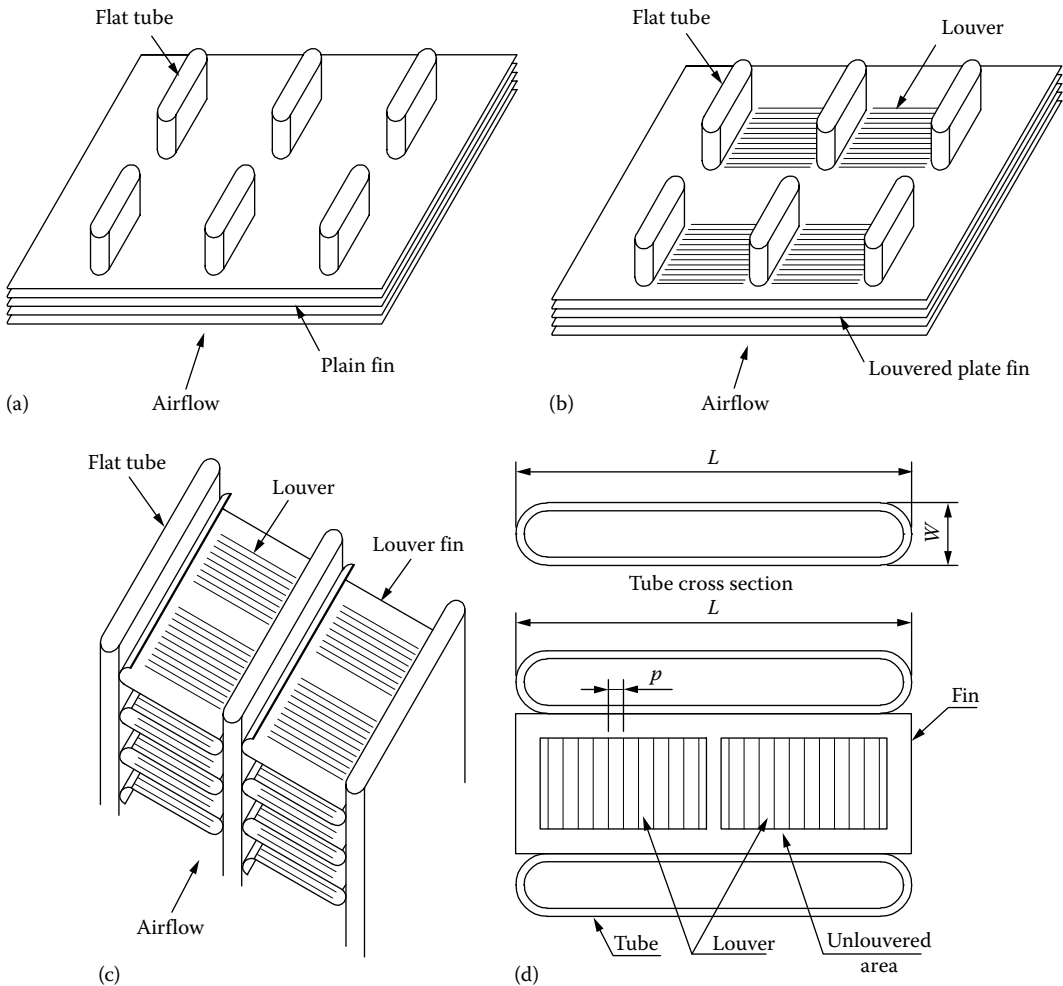 Flat tube
Plain fin
Airflow
(a)
Flat tube
Louver
Louvered plate fin
Airflow
(b)
Flat tube
Louver
Louver fin
Airflow
(c)
L
W
Tube cross section
L
p
Fin
Tube
Louver
Unlouvered
area
(d)